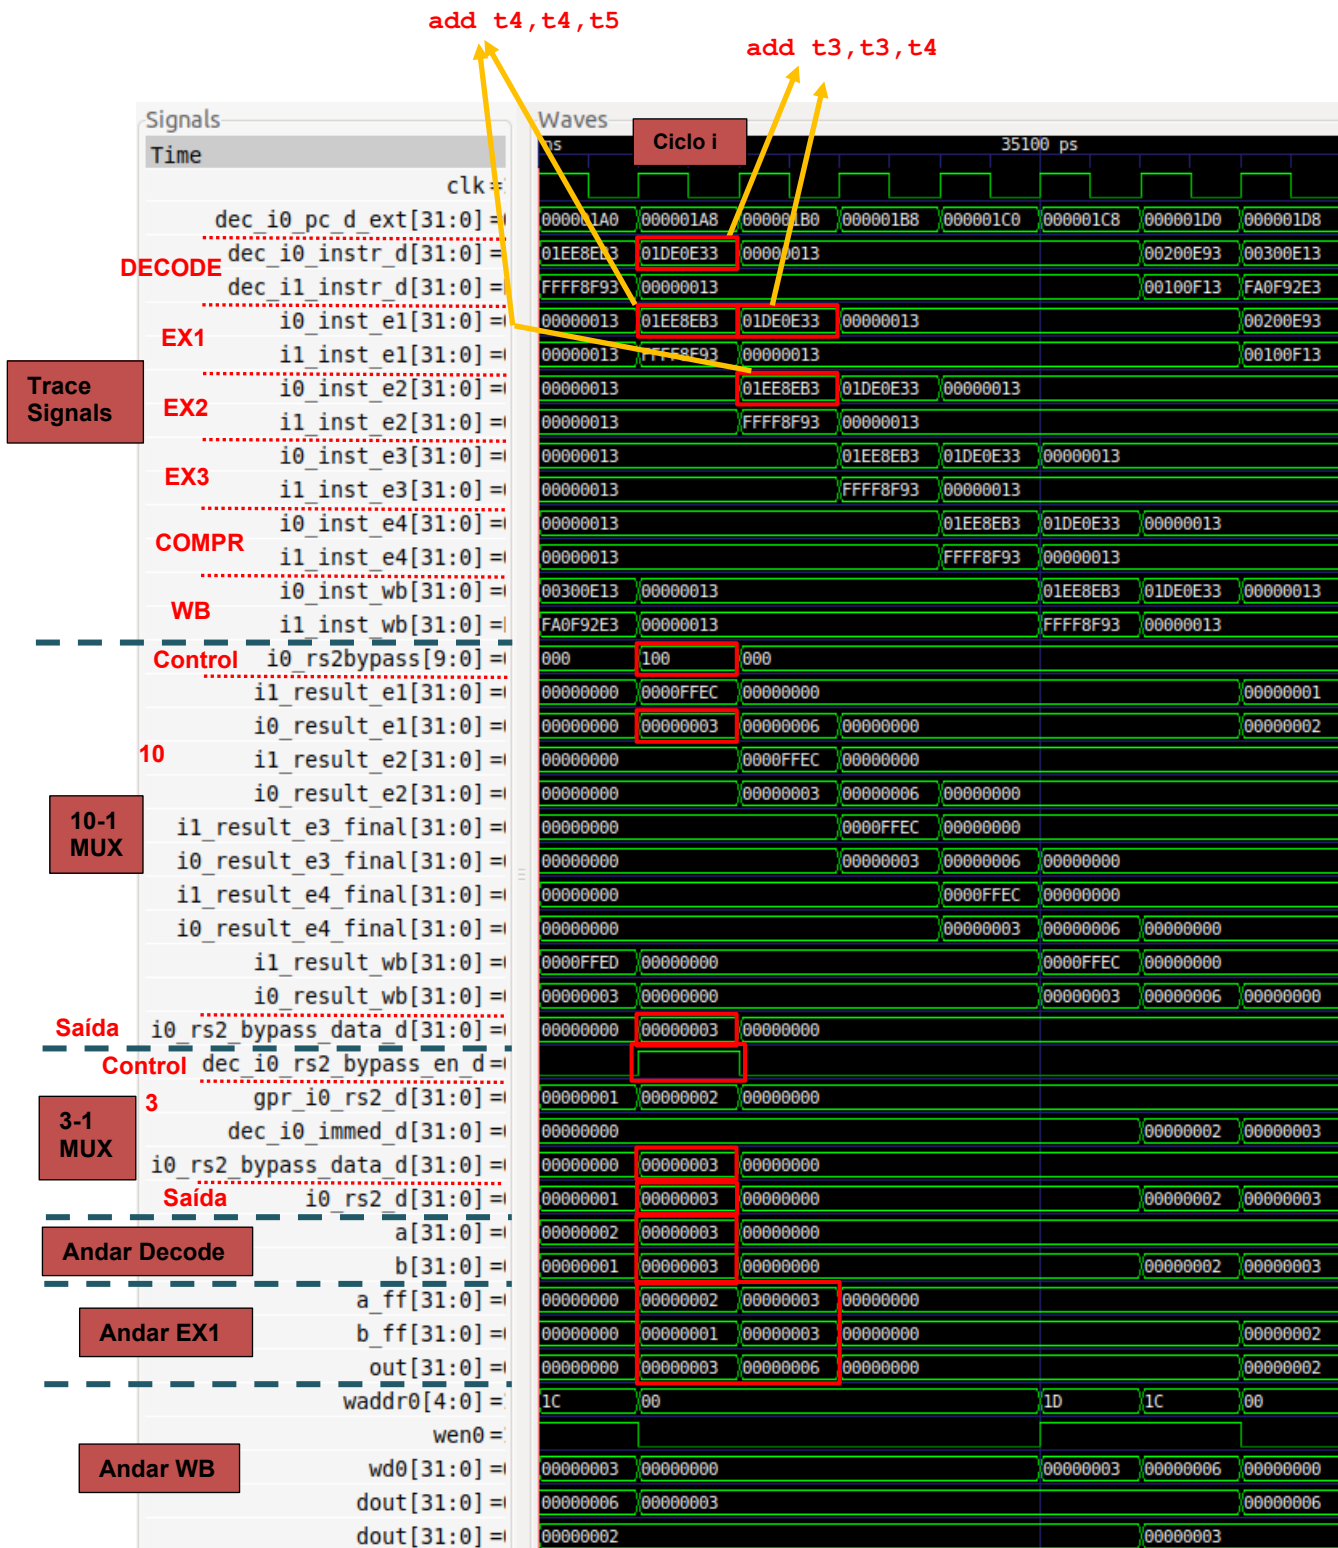 add t4,t4,t5
add t3,t3,t4
Signals
Waves
Time
ns
Ciclo i
35100 ps
clk =
dec_i0_pc_d_ext[31:0] = 000001A0 000001A8 000001B0 000001B8 000001C0 000001C8 000001D0 000001D8
DECODE
dec_i0_instr_d[31:0] = 01EE8EB3 01DE0E33 00000013 00200E93 00300E13
dec_i1_instr_d[31:0] = FFFF8F93 00000013 00100F13 FA0F92E3
EX1
i0_inst_e1[31:0] = 00000013 01EE8EB3 01DE0E33 00000013 00200E93
i1_inst_e1[31:0] = 00000013 FFFF8F93 00000013 00100F13
Trace
Signals
EX2
i0_inst_e2[31:0] = 00000013 01EE8EB3 01DE0E33 00000013
i1_inst_e2[31:0] = 00000013 FFFF8F93 00000013
EX3
i0_inst_e3[31:0] = 00000013 01EE8EB3 01DE0E33 00000013
i1_inst_e3[31:0] = 00000013 FFFF8F93 00000013
COMPR
i0_inst_e4[31:0] = 00000013 01EE8EB3 01DE0E33 00000013
i1_inst_e4[31:0] = 00000013 FFFF8F93 00000013
WB
i0_inst_wb[31:0] = 00300E13 00000013 01EE8EB3 01DE0E33 00000013
i1_inst_wb[31:0] = FA0F92E3 00000013 FFFF8F93 00000013
Control
i0_rs2bypass[9:0] = 000 100 000
i1_result_e1[31:0] = 00000000 0000FFEC 00000000 00000001
i0_result_e1[31:0] = 00000000 00000003 00000006 00000000 00000002
10
i1_result_e2[31:0] = 00000000 0000FFEC 00000000
i0_result_e2[31:0] = 00000000 00000003 00000006 00000000
10-1
MUX
i1_result_e3_final[31:0] = 00000000 0000FFEC 00000000
i0_result_e3_final[31:0] = 00000000 00000003 00000006 00000000
i1_result_e4_final[31:0] = 00000000 0000FFEC 00000000
i0_result_e4_final[31:0] = 00000000 00000003 00000006 00000000
i1_result_wb[31:0] = 0000FFED 00000000 0000FFEC 00000000
i0_result_wb[31:0] = 00000003 00000000 00000003 00000006 00000000
Saída
i0_rs2_bypass_data_d[31:0] = 00000000 00000003 00000000
Control
dec_i0_rs2_bypass_en_d =
3
gpr_i0_rs2_d[31:0] = 00000001 00000002 00000000
3-1
MUX
dec_i0_immed_d[31:0] = 00000000 00000002 00000003
i0_rs2_bypass_data_d[31:0] = 00000000 00000003 00000000
Saída
i0_rs2_d[31:0] = 00000001 00000003 00000000 00000002 00000003
Andar Decode
a[31:0] = 00000002 00000003 00000000
b[31:0] = 00000001 00000003 00000000 00000002 00000003
Andar EX1
a_ff[31:0] = 00000000 00000002 00000003 00000000
b_ff[31:0] = 00000000 00000001 00000003 00000000 00000002
out[31:0] = 00000000 00000003 00000006 00000000 00000002
waddr0[4:0] = 1C 00 1D 1C 00
wen0 =
Andar WB
wd0[31:0] = 00000003 00000000 00000003 00000006 00000000
dout[31:0] = 00000006 00000003 00000006
dout[31:0] = 00000002 00000003